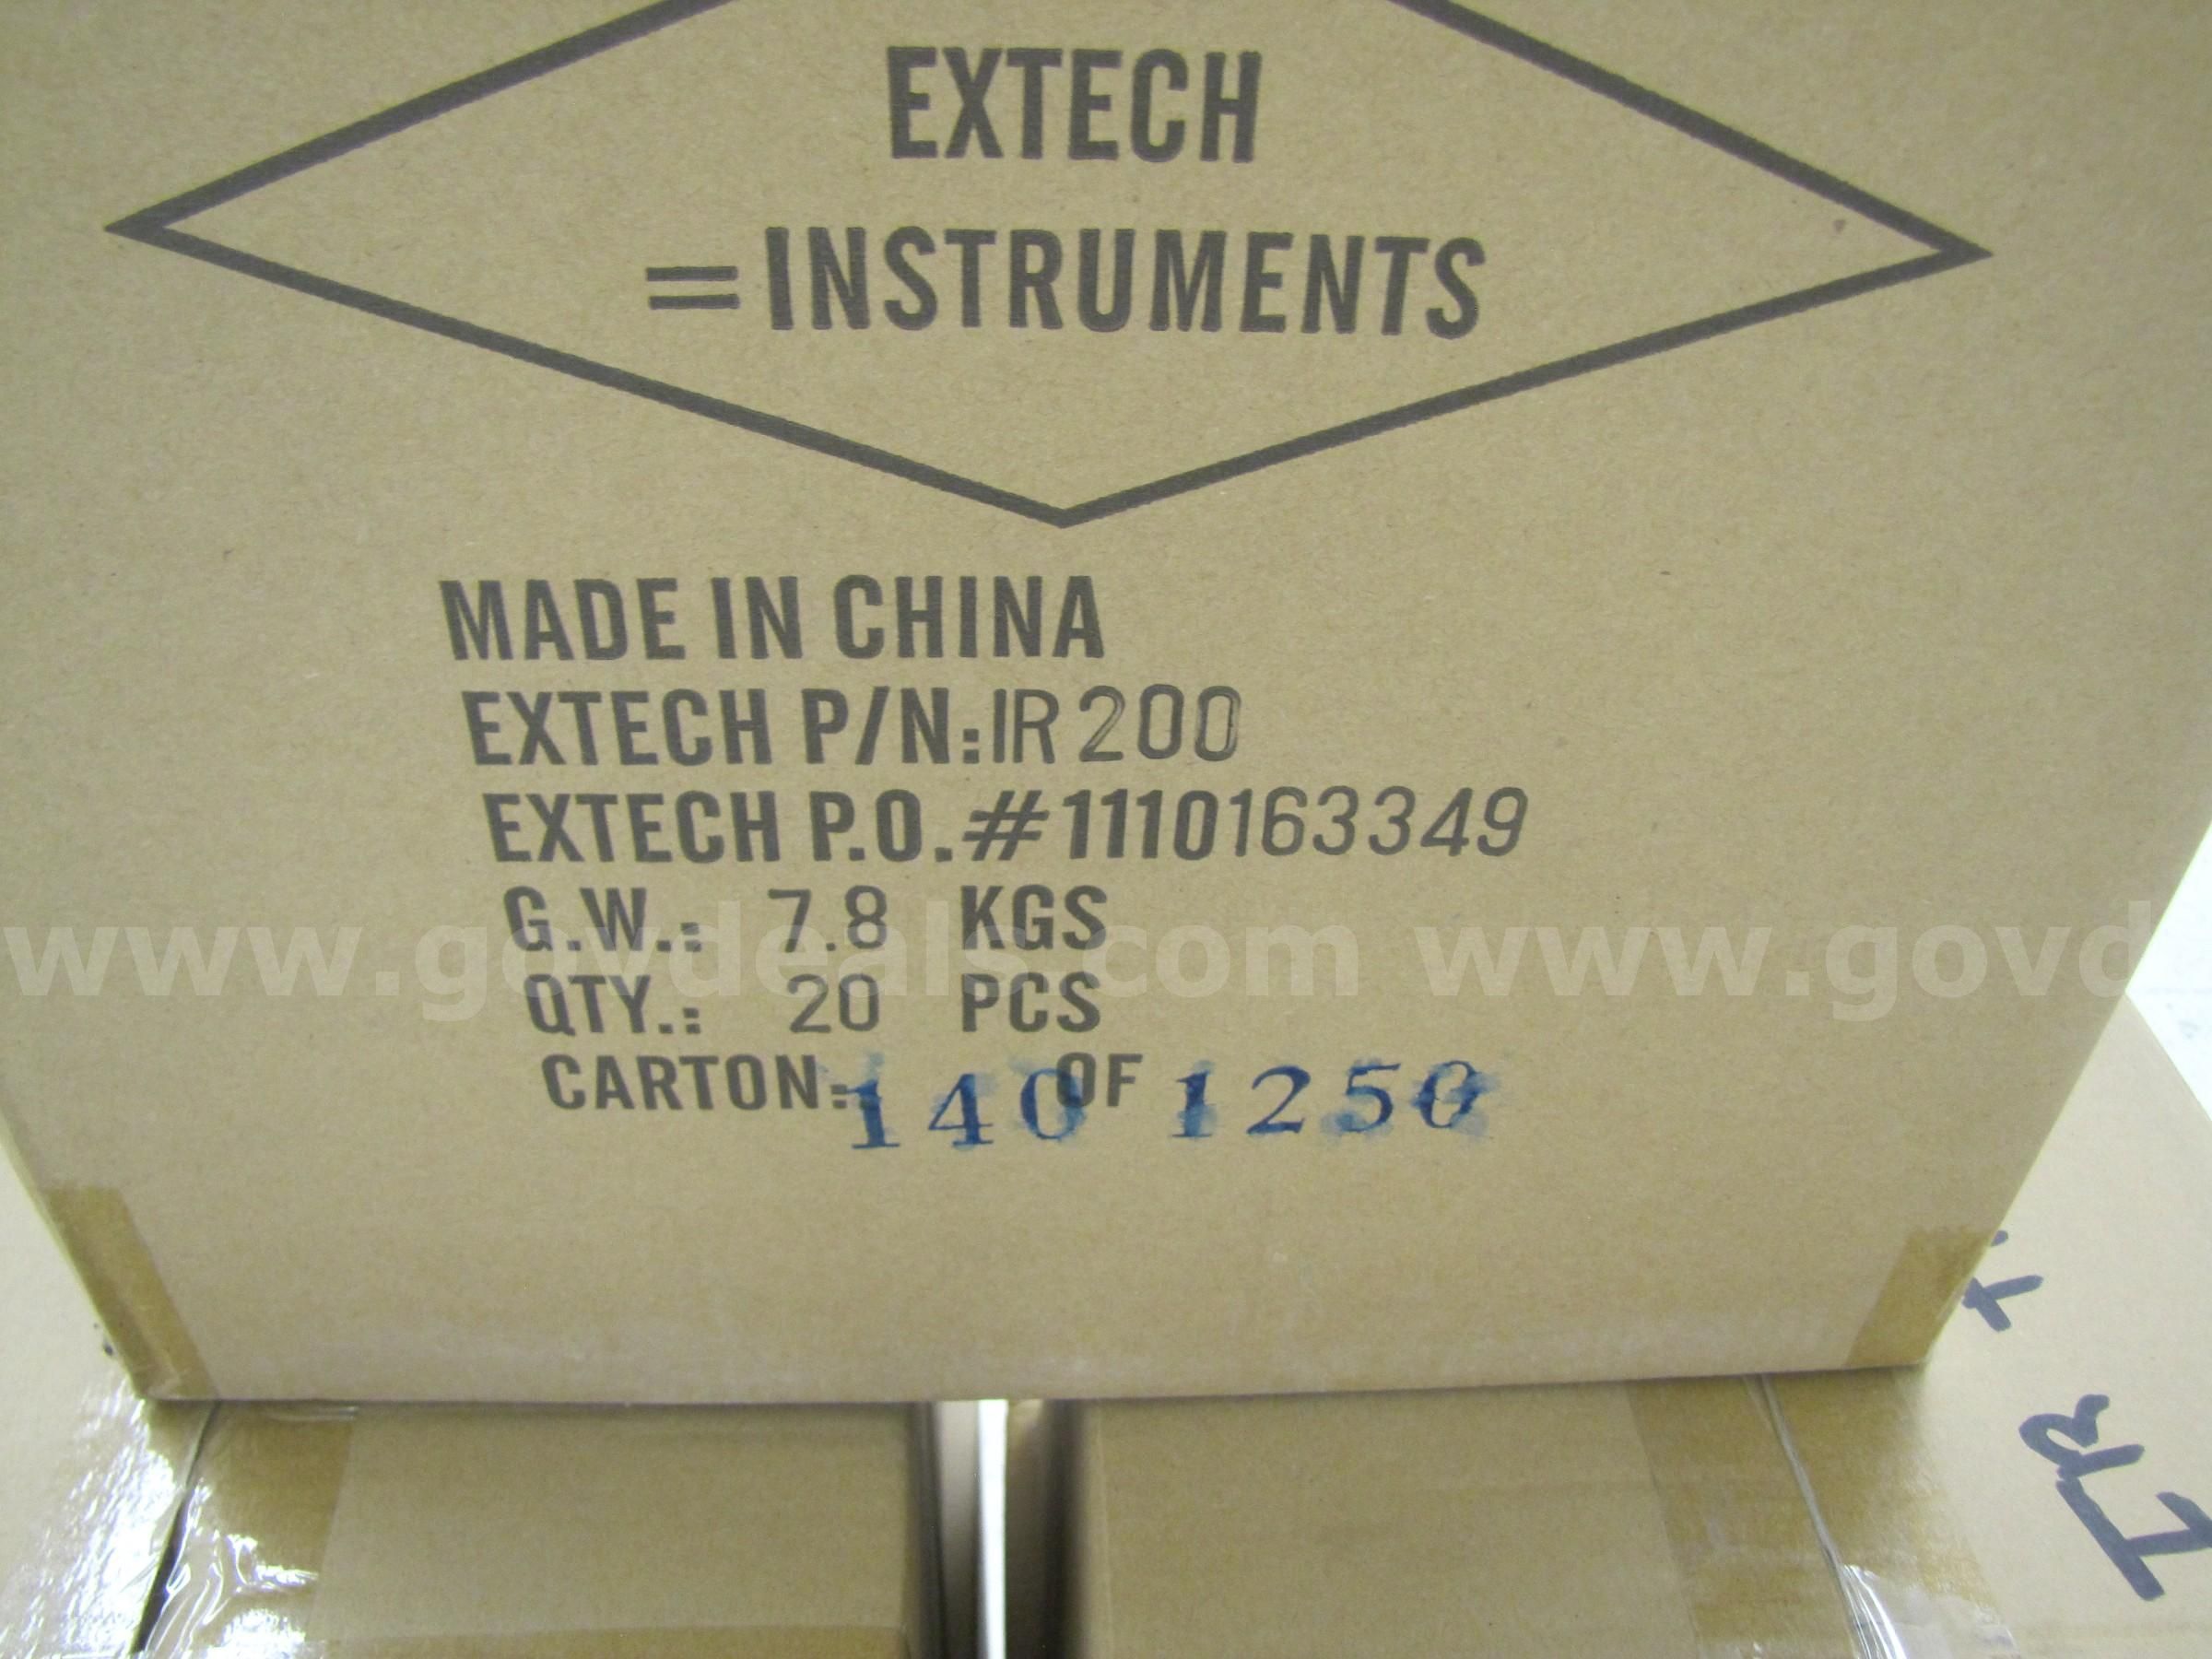 EXTECH
=INSTRUMENTS
MADE IN CHINA
EXTECH P/N:IR200
EXTECH P.O.#1110163349
G.W.: 7.8 KGS
www.govdeals.com www.govd
QTY.: 20 PCS
CARTON: 140 OF 1250
IR